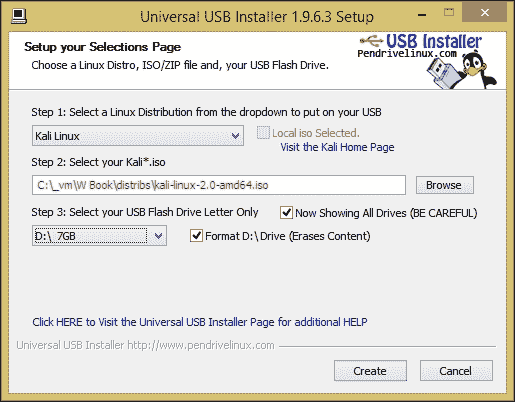 Universal USB Installer 1.9.6.3 Setup
Setup your Selections Page
Choose a Linux Distro, ISO/ZIP file and, your USB Flash Drive.
USB Installer
Pendrivelinux.com
Step 1: Select a Linux Distribution from the dropdown to put on your USB
Kali Linux
Local iso Selected.
Visit the Kali Home Page
Step 2: Select your Kali*.iso
C:\_vm\W Book\distribs\kali-linux-2.0-amd64.iso
Browse
Step 3: Select your USB Flash Drive Letter Only
Now Showing All Drives (BE CAREFUL)
D:\ 7GB
Format D:\ Drive (Erases Content)
Click HERE to Visit the Universal USB Installer Page for additional HELP
Universal USB Installer http://www.pendrivelinux.com
Create
Cancel